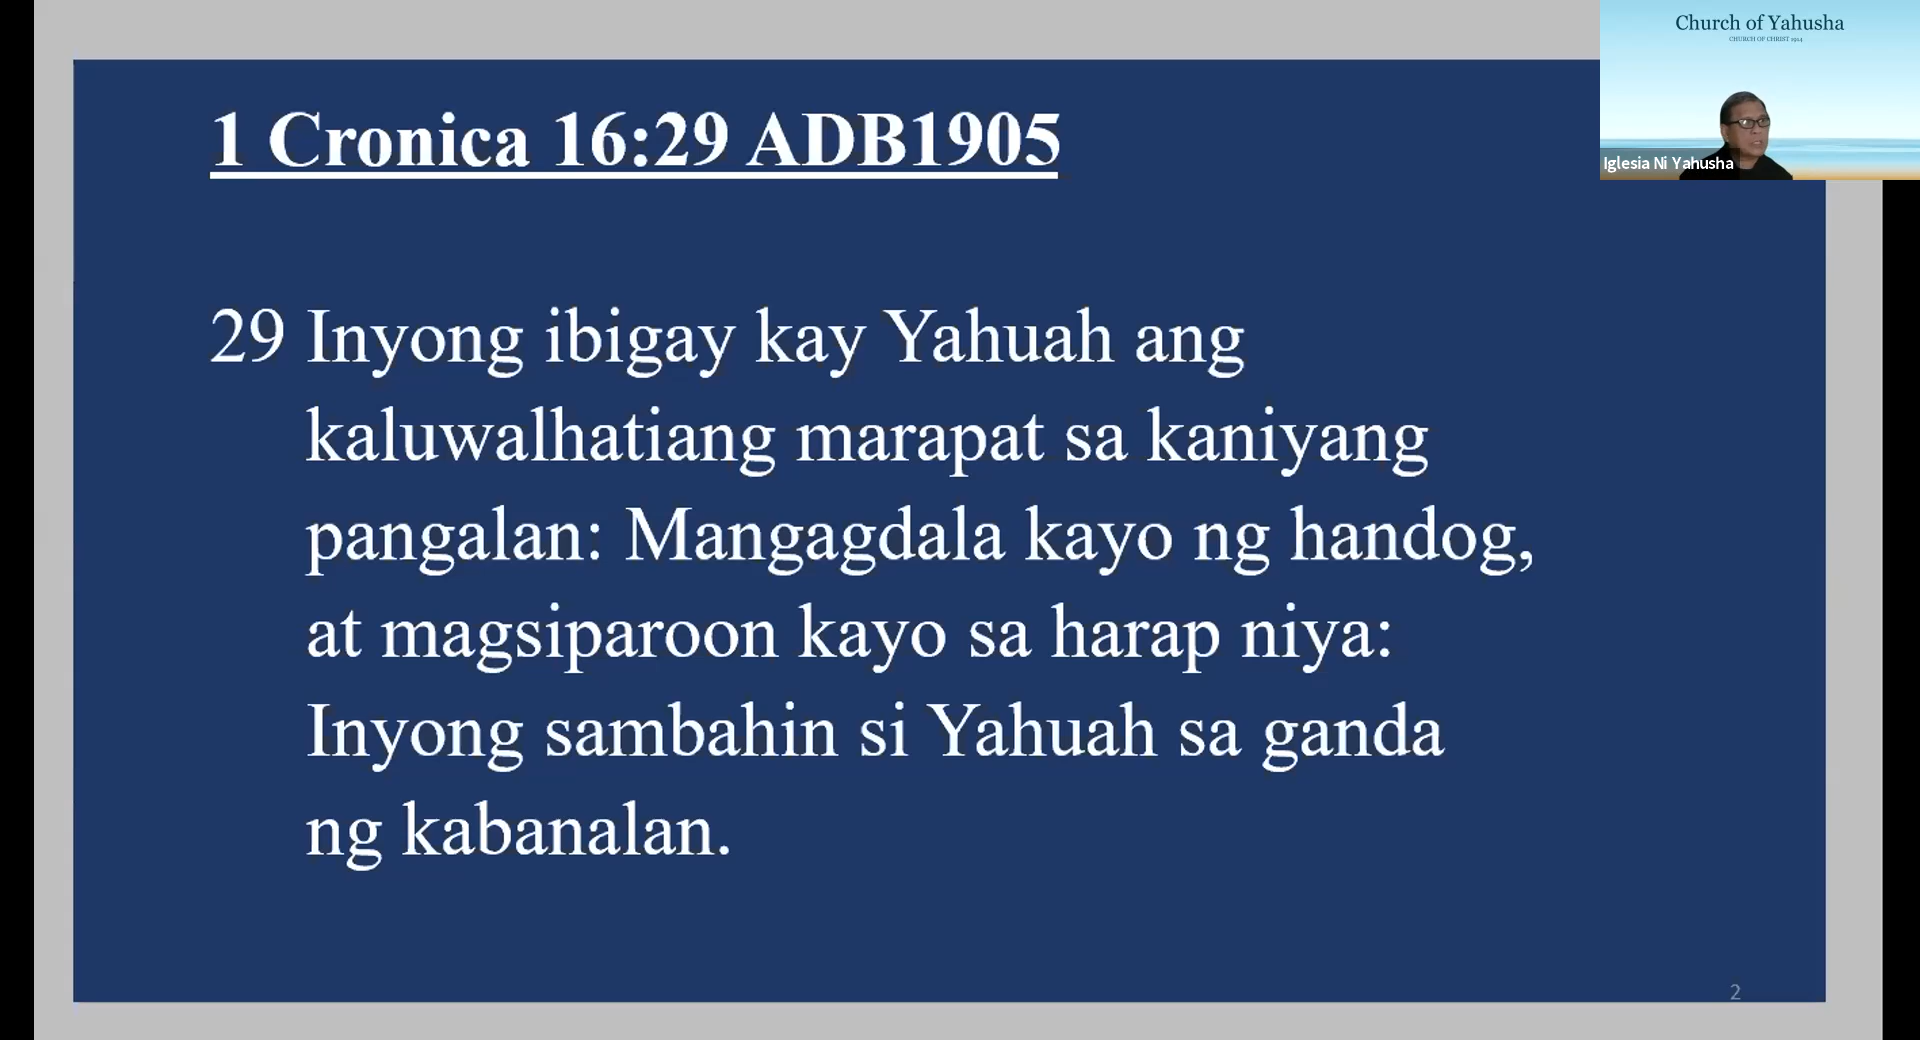 Church of Yahusha
CHURCH OF CHRIST 1914
Iglesia Ni Yahusha
1 Cronica 16:29 ADB1905
29 Inyong ibigay kay Yahuah ang
kaluwalhatiang marapat sa kaniyang
pangalan: Mangagdala kayo ng handog,
at magsiparoon kayo sa harap niya:
Inyong sambahin si Yahuah sa ganda
ng kabanalan.
2